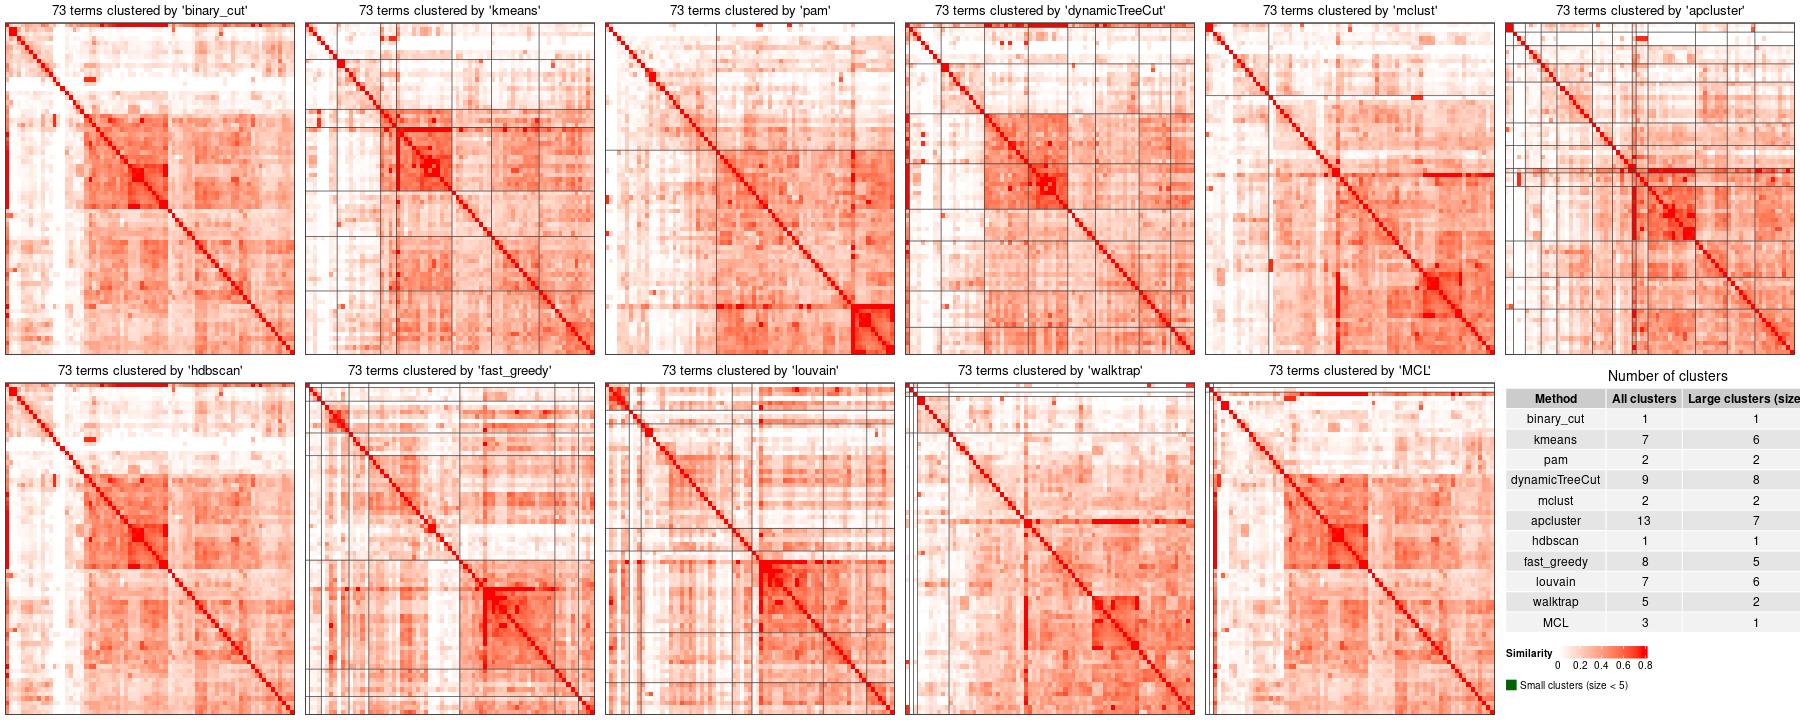 73 terms clustered by 'binary_cut'
73 terms clustered by 'kmeans'
73 terms clustered by 'pam'
73 terms clustered by 'dynamicTreeCut'
73 terms clustered by 'mclust'
73 terms clustered by 'apcluster'
73 terms clustered by 'hdbscan'
73 terms clustered by 'fast_greedy'
73 terms clustered by 'louvain'
73 terms clustered by 'walktrap'
73 terms clustered by 'MCL'
Number of clusters
Method All clusters Large clusters (size
binary_cut 1 1
kmeans 7 6
pam 2 2
dynamicTreeCut 9 8
mclust 2 2
apcluster 13 7
hdbscan 1 1
fast_greedy 8 5
louvain 7 6
walktrap 5 2
MCL 3 1
Similarity
0 0.2 0.4 0.6 0.8
Small clusters (size < 5)